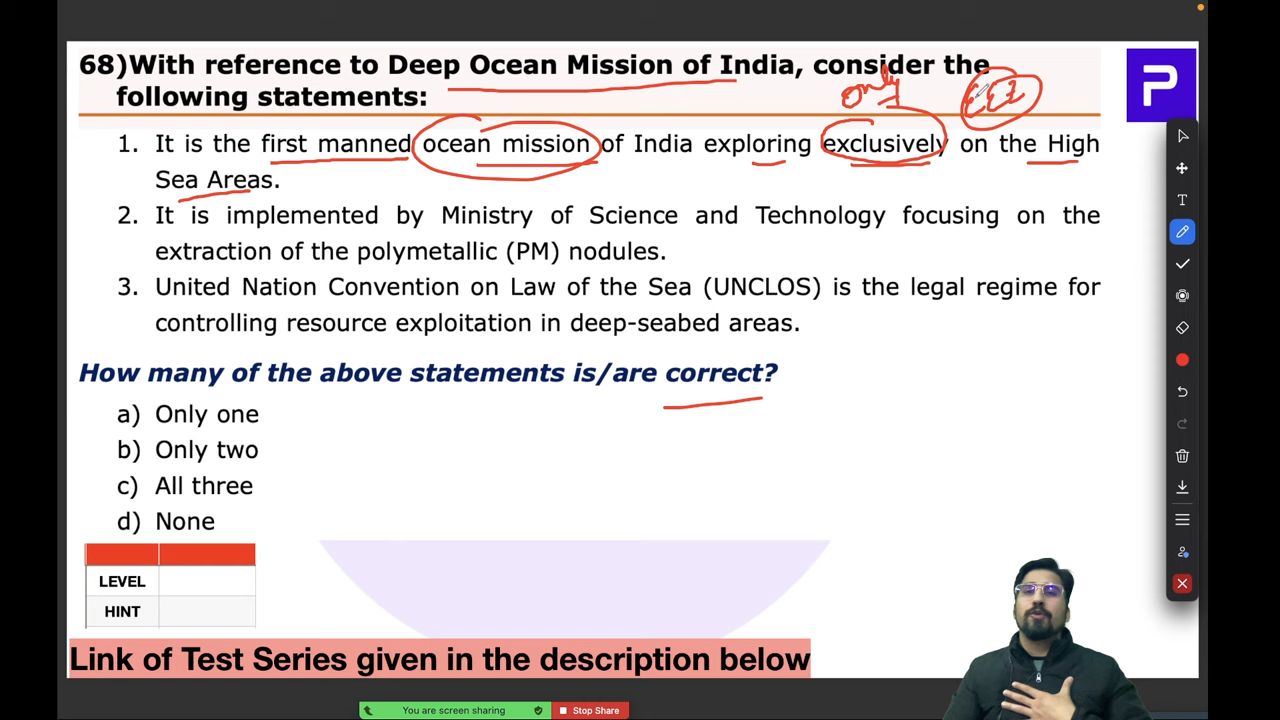 68)With reference to Deep Ocean Mission of India, consider the
following statements:
only
EEZ
1. It is the first manned ocean mission of India exploring exclusively on the High
Sea Areas.
2. It is implemented by Ministry of Science and Technology focusing on the
extraction of the polymetallic (PM) nodules.
3. United Nation Convention on Law of the Sea (UNCLOS) is the legal regime for
controlling resource exploitation in deep-seabed areas.
How many of the above statements is/are correct?
a) Only one
b) Only two
c) All three
d) None
LEVEL
HINT
Link of Test Series given in the description below
You are screen sharing
Stop Share
P
T